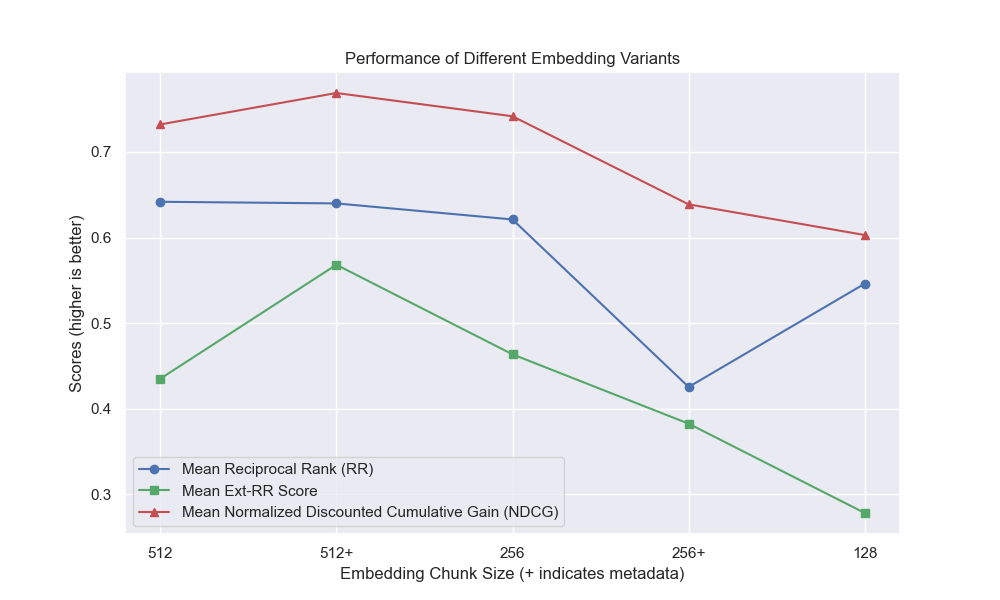 Performance of Different Embedding Variants
Scores (higher is better)
0.7
0.6
0.5
0.4
0.3
Mean Reciprocal Rank (RR)
Mean Ext-RR Score
Mean Normalized Discounted Cumulative Gain (NDCG)
512
512+
256
256+
128
Embedding Chunk Size (+ indicates metadata)